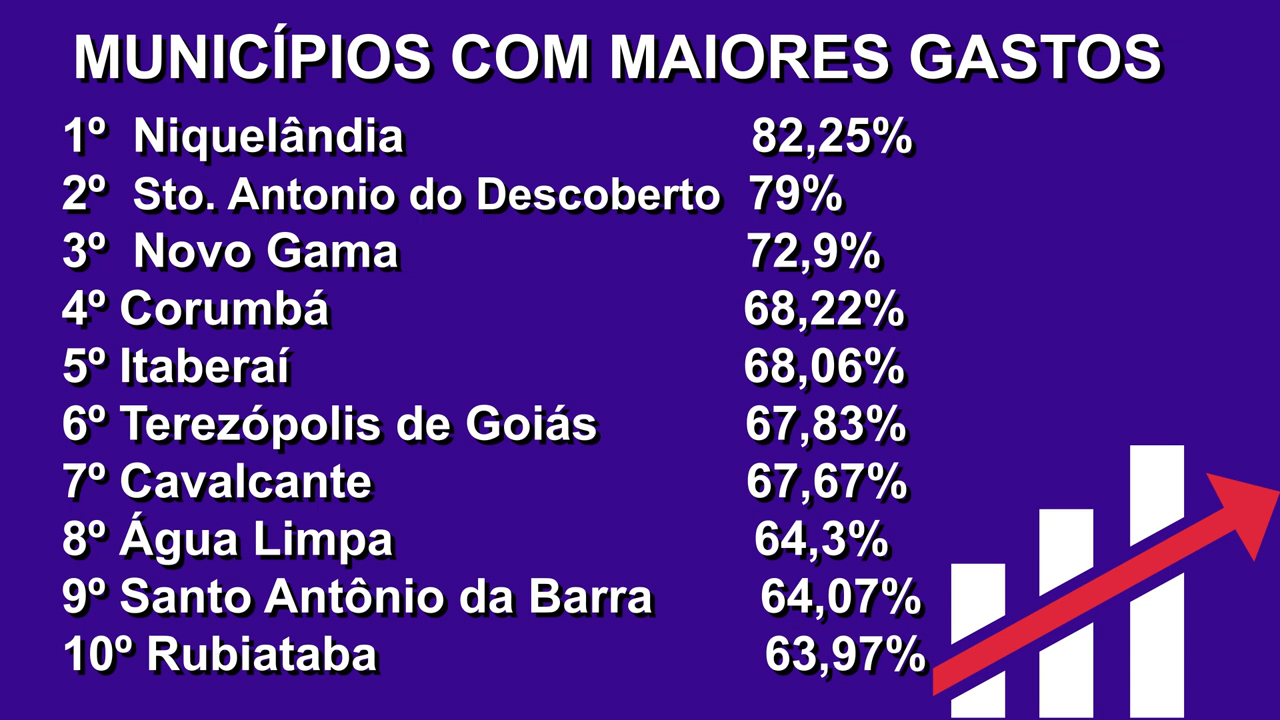 MUNICÍPIOS COM MAIORES GASTOS
1º Niquelândia 82,25%
2º Sto. Antonio do Descoberto 79%
3º Novo Gama 72,9%
4º Corumbá 68,22%
5º Itaberaí 68,06%
6º Terezópolis de Goiás 67,83%
7º Cavalcante 67,67%
8º Água Limpa 64,3%
9º Santo Antônio da Barra 64,07%
10º Rubiataba 63,97%